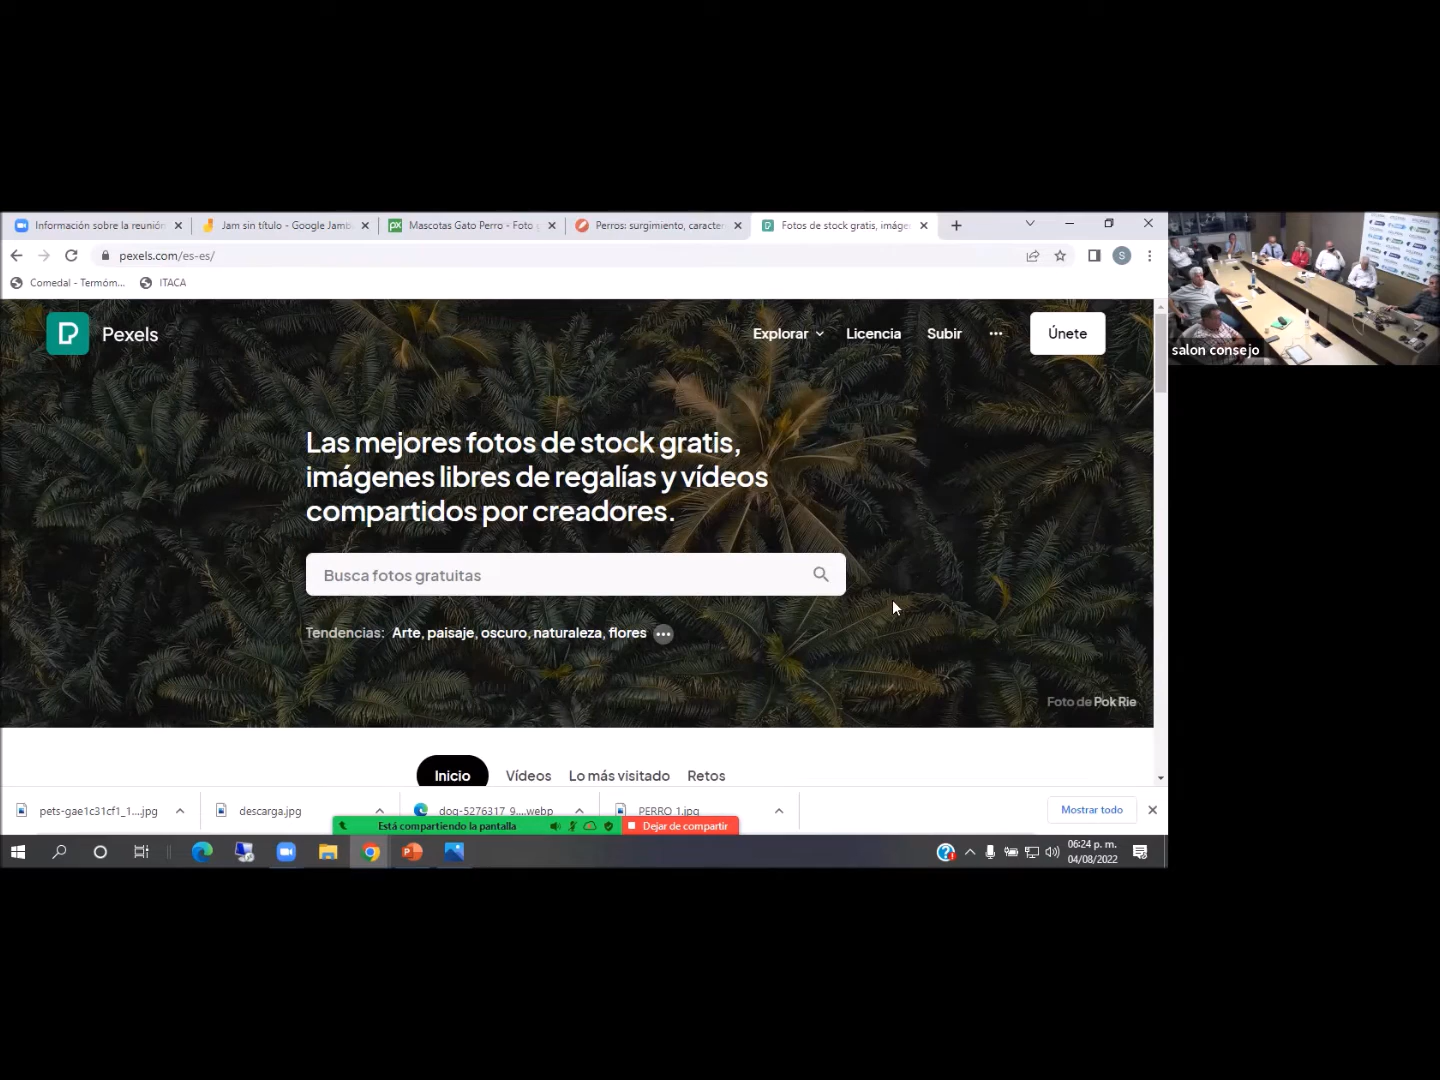 Información sobre la reunión
Jam sin título - Google Jamb
Mascotas Gato Perro - Foto g
Perros: surgimiento, caracter
Fotos de stock gratis, imáge
pexels.com/es-es/
S
Comedal - Termóm...
ITACA
Pexels
Explorar
Licencia
Subir
Únete
Las mejores fotos de stock gratis,
imágenes libres de regalías y vídeos
compartidos por creadores.
Busca fotos gratuitas
Tendencias: Arte, paisaje, oscuro, naturaleza, flores
Foto de Pok Rie
Inicio
Vídeos
Lo más visitado
Retos
pets-gae1c31cf1_1....jpg
descarga.jpg
dog-5276317_9....webp
PERRO 1.jpg
Mostrar todo
Está compartiendo la pantalla
Dejar de compartir
06:24 p. m.
04/08/2022
salon consejo